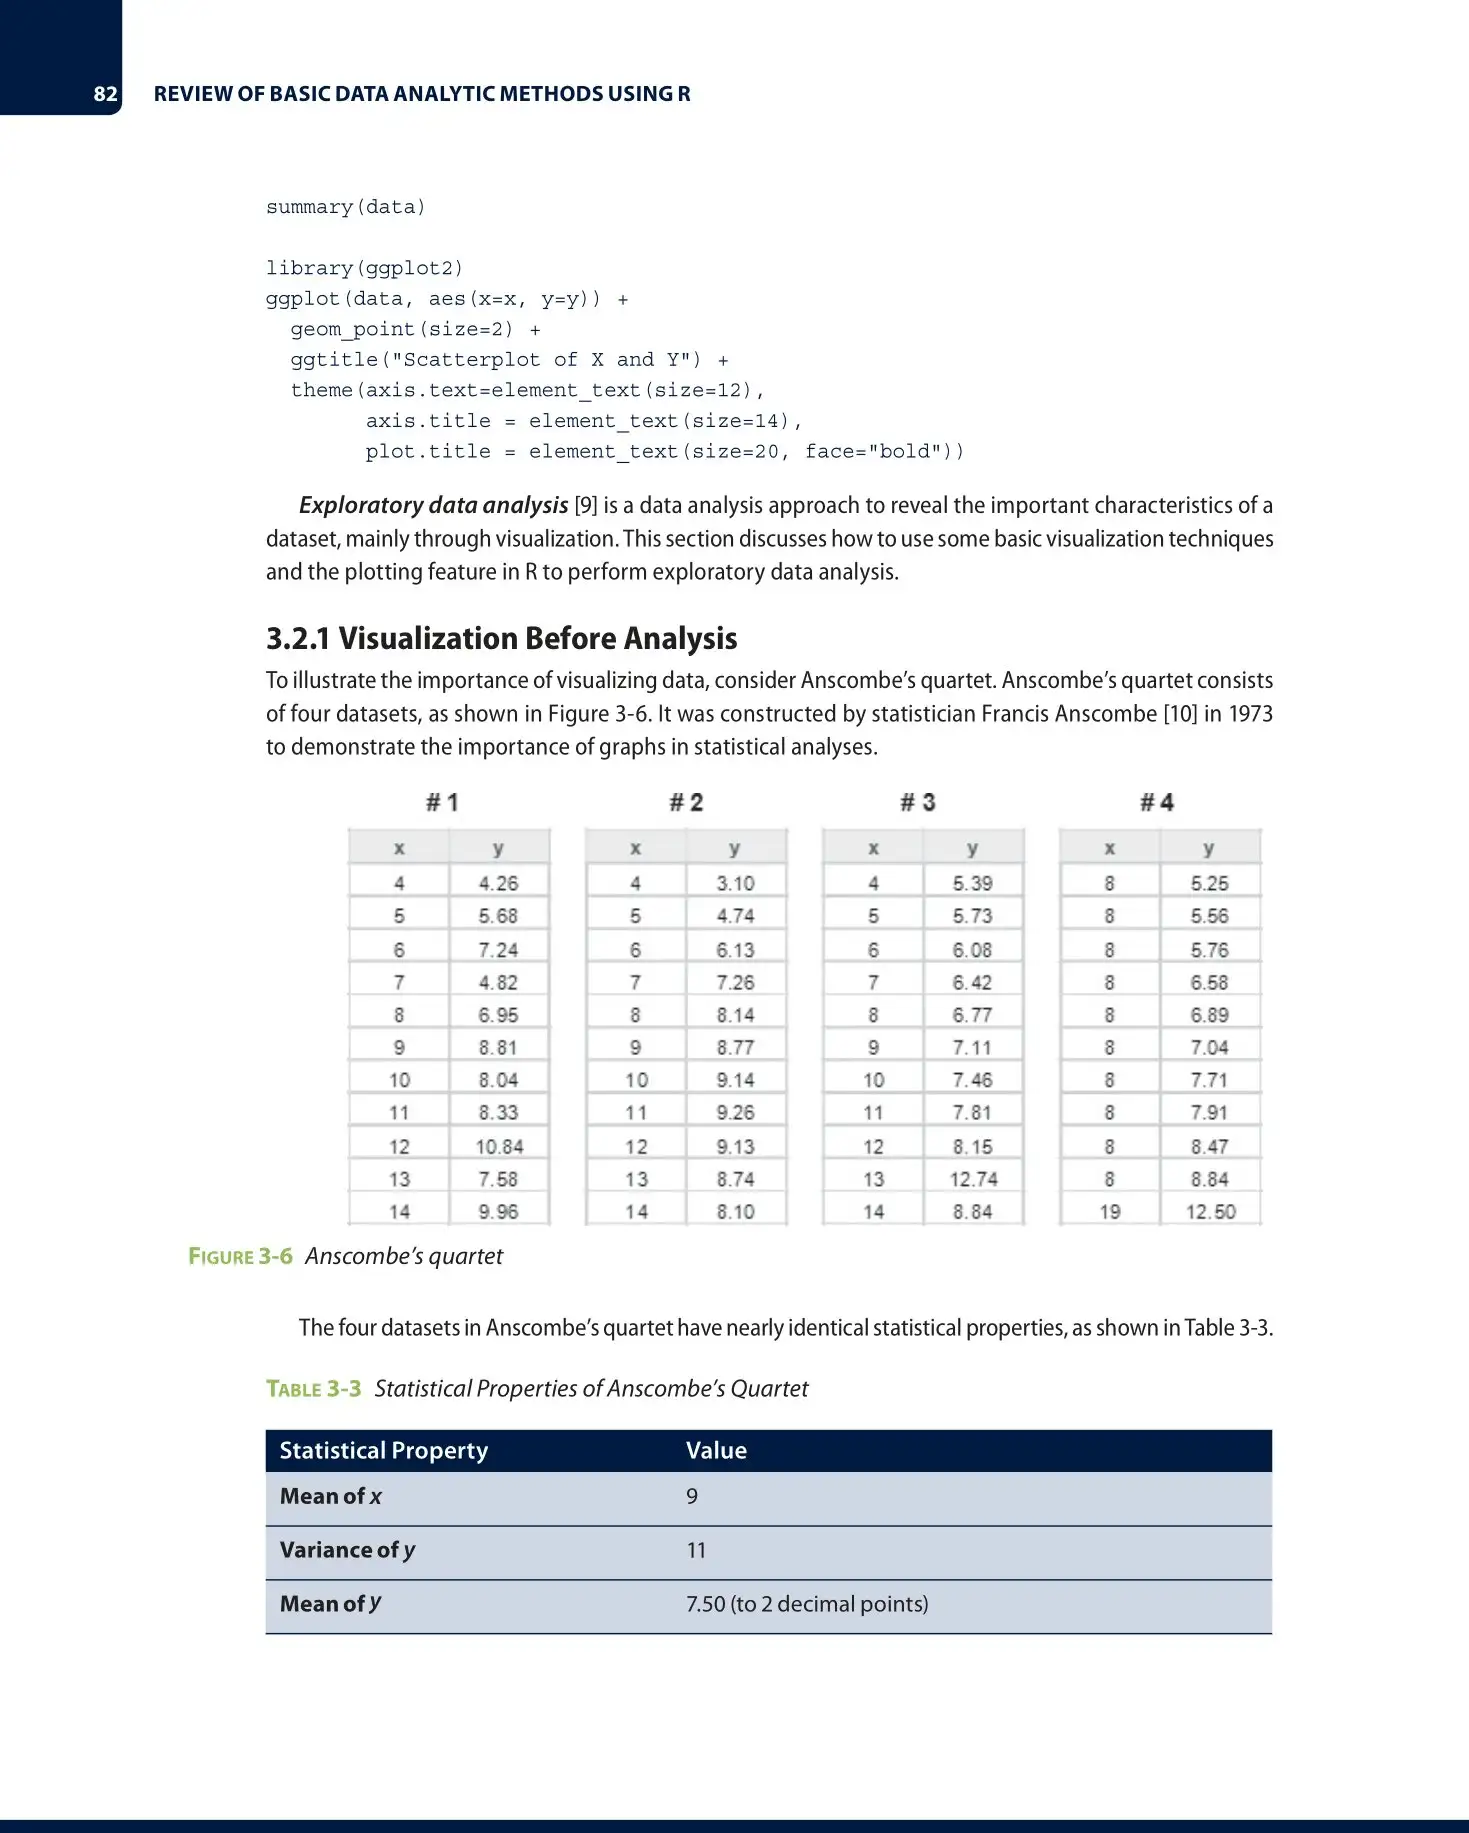 82 REVIEW OF BASIC DATA ANALYTIC METHODS USING R
summary(data)
library(ggplot2)
ggplot(data, aes(x=x, y=y)) +
geom_point(size=2) +
ggtitle("Scatterplot of X and Y") +
theme(axis.text=element_text(size=12),
axis.title = element_text(size=14),
plot.title = element_text(size=20, face="bold"))
Exploratory data analysis [9] is a data analysis approach to reveal the important characteristics of a
dataset, mainly through visualization. This section discusses how to use some basic visualization techniques
and the plotting feature in R to perform exploratory data analysis.
3.2.1 Visualization Before Analysis
To illustrate the importance of visualizing data, consider Anscombe’s quartet. Anscombe’s quartet consists
of four datasets, as shown in Figure 3-6. It was constructed by statistician Francis Anscombe [10] in 1973
to demonstrate the importance of graphs in statistical analyses.
# 1 # 2 # 3 # 4
x y x y x y x y
4 4.26 4 3.10 4 5.39 8 5.25
5 5.68 5 4.74 5 5.73 8 5.56
6 7.24 6 6.13 6 6.08 8 5.76
7 4.82 7 7.26 7 6.42 8 6.58
8 6.95 8 8.14 8 6.77 8 6.89
9 8.81 9 8.77 9 7.11 8 7.04
10 8.04 10 9.14 10 7.46 8 7.71
11 8.33 11 9.26 11 7.81 8 7.91
12 10.84 12 9.13 12 8.15 8 8.47
13 7.58 13 8.74 13 12.74 8 8.84
14 9.96 14 8.10 14 8.84 19 12.50
FIGURE 3-6 Anscombe’s quartet
The four datasets in Anscombe’s quartet have nearly identical statistical properties, as shown in Table 3-3.
TABLE 3-3 Statistical Properties of Anscombe’s Quartet
Statistical Property Value
Mean of x 9
Variance of y 11
Mean of y 7.50 (to 2 decimal points)